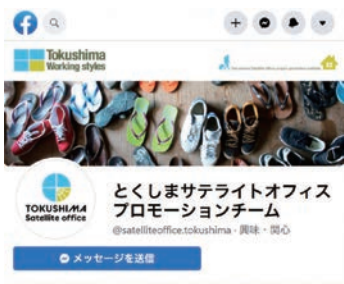 Tokushima
Working styles
TOKUSHIMA
Satellite office
とくしまサテライトオフィス
プロモーションチーム
@satelliteoffice.tokushima · 興味・関心
メッセージを送信